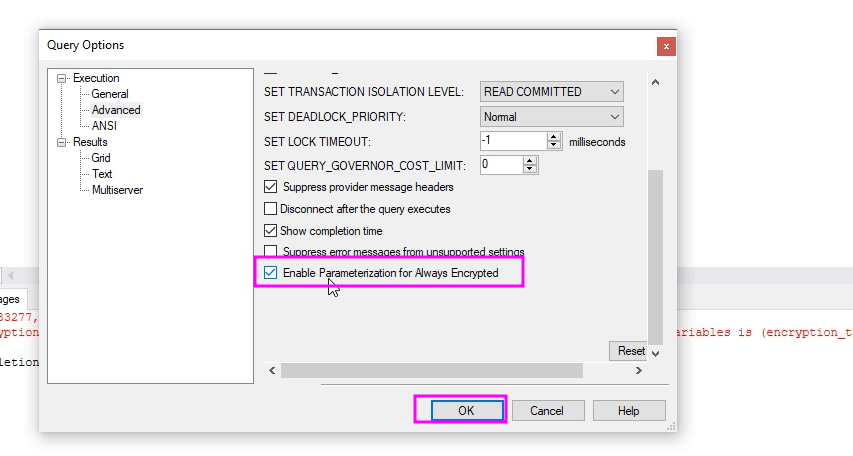 Query Options
x
Execution
General
Advanced
ANSI
Results
Grid
Text
Multiserver
SET TRANSACTION ISOLATION LEVEL: READ COMMITTED
SET DEADLOCK_PRIORITY: Normal
SET LOCK TIMEOUT: -1 milliseconds
SET QUERY_GOVERNOR_COST_LIMIT: 0
Suppress provider message headers
Disconnect after the query executes
Show completion time
Suppress error messages from unsupported settings
Enable Parameterization for Always Encrypted
Reset
OK Cancel Help
ages
33277,
yption ariables is (encryption_t
letion